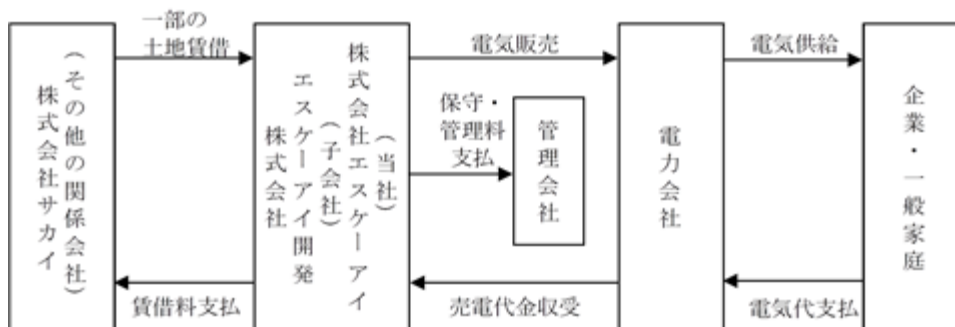 （その他の関係会社）
株式会社サカイ
一部の
土地賃借
賃借料支払
（当社）
株式会社エスケーアイ
（子会社）
エスケーアイ開発
株式会社
電気販売
保守・
管理料
支払
管理会社
売電代金収受
電力会社
電気供給
電気代支払
企業・一般家庭